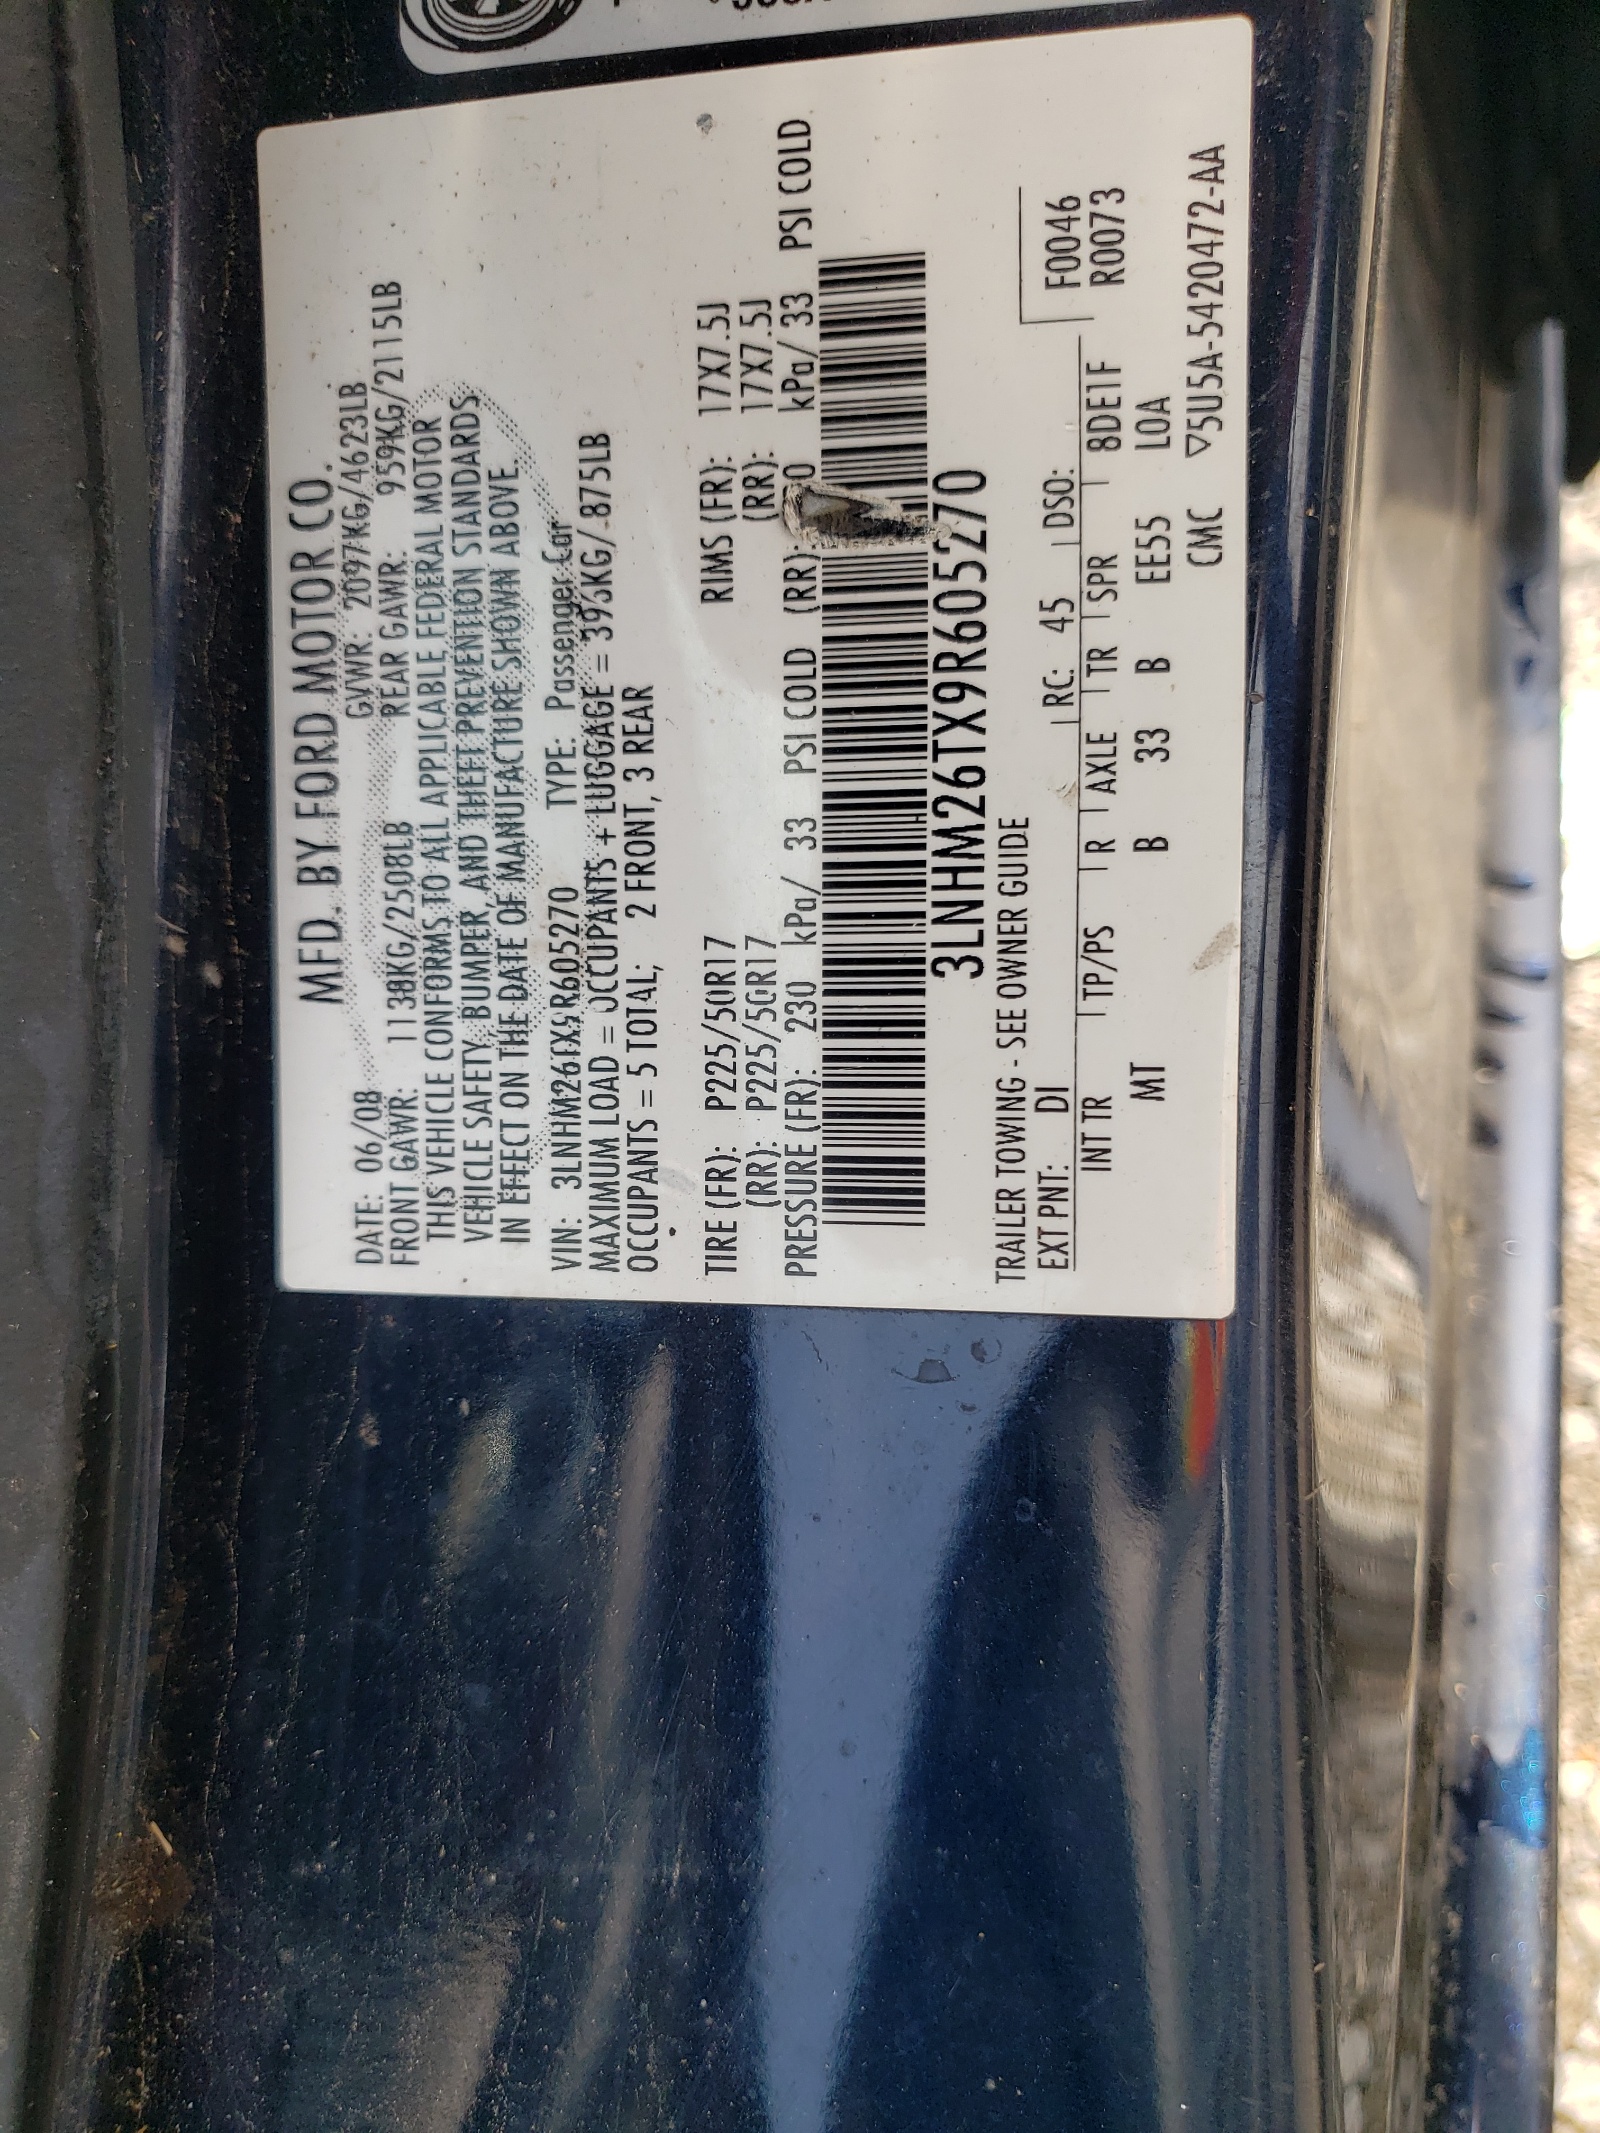 MFD. BY FORD MOTOR CO.
DATE: 06/08 GVWR: 2097KG/4623LB
FRONT GAWR: 1138KG/2508LB REAR GAWR: 959KG/2115LB
THIS VEHICLE CONFORMS TO ALL APPLICABLE FEDERAL MOTOR
VEHICLE SAFETY, BUMPER, AND THEFT PREVENTION STANDARDS
IN EFFECT ON THE DATE OF MANUFACTURE SHOWN ABOVE.
VIN: 3LNHM26TX9R605270 TYPE: Passenger Car
MAXIMUM LOAD = OCCUPANTS + LUGGAGE = 396KG/ 875LB
OCCUPANTS = 5 TOTAL; 2 FRONT, 3 REAR
TIRE (FR): P225/50R17 RIMS (FR): 17X7.5J
(RR): P225/50R17 (RR): 17X7.5J
PRESSURE (FR): 230 kPa/ 33 PSI COLD (RR): kPa/ 33 PSI COLD
3LNHM26TX9R605270
TRAILER TOWING - SEE OWNER GUIDE
EXT PNT: DI RC: 45 DSO: F0046
INT TR TP/PS R AXLE TR SPR 8DE1F R0073
MT B 33 B EE55 LOA
CMC ▽5U5A-5420472-AA